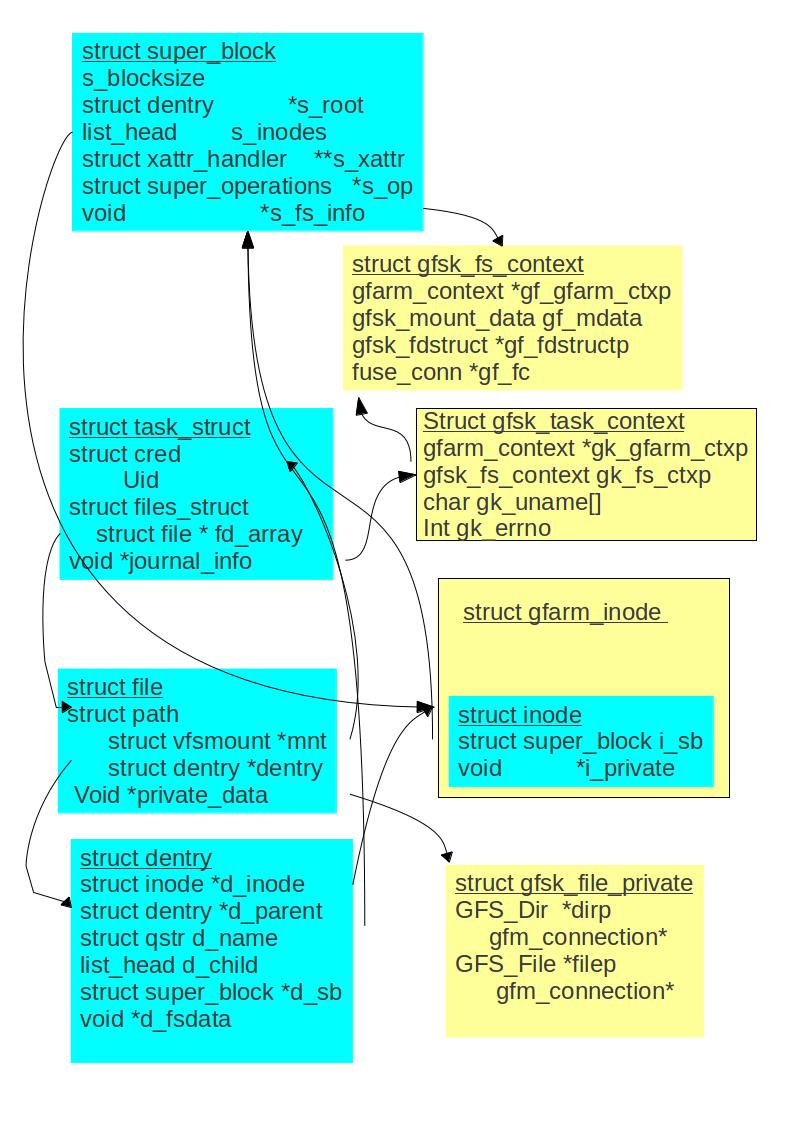 struct super_block
s_blocksize
struct dentry *s_root
list_head s_inodes
struct xattr_handler **s_xattr
struct super_operations *s_op
void *s_fs_info
struct gfsk_fs_context
gfarm_context *gf_gfarm_ctxp
gfsk_mount_data gf_mdata
gfsk_fdstruct *gf_fdstructp
fuse_conn *gf_fc
struct task_struct
struct cred
Uid
struct files_struct
struct file * fd_array
void *journal_info
Struct gfsk_task_context
gfarm_context *gk_gfarm_ctxp
gfsk_fs_context gk_fs_ctxp
char gk_uname[]
Int gk_errno
struct gfarm_inode
struct inode
struct super_block i_sb
void *i_private
struct file
struct path
struct vfsmount *mnt
struct dentry *dentry
Void *private_data
struct dentry
struct inode *d_inode
struct dentry *d_parent
struct qstr d_name
list_head d_child
struct super_block *d_sb
void *d_fsdata
struct gfsk_file_private
GFS_Dir *dirp
gfm_connection*
GFS_File *filep
gfm_connection*